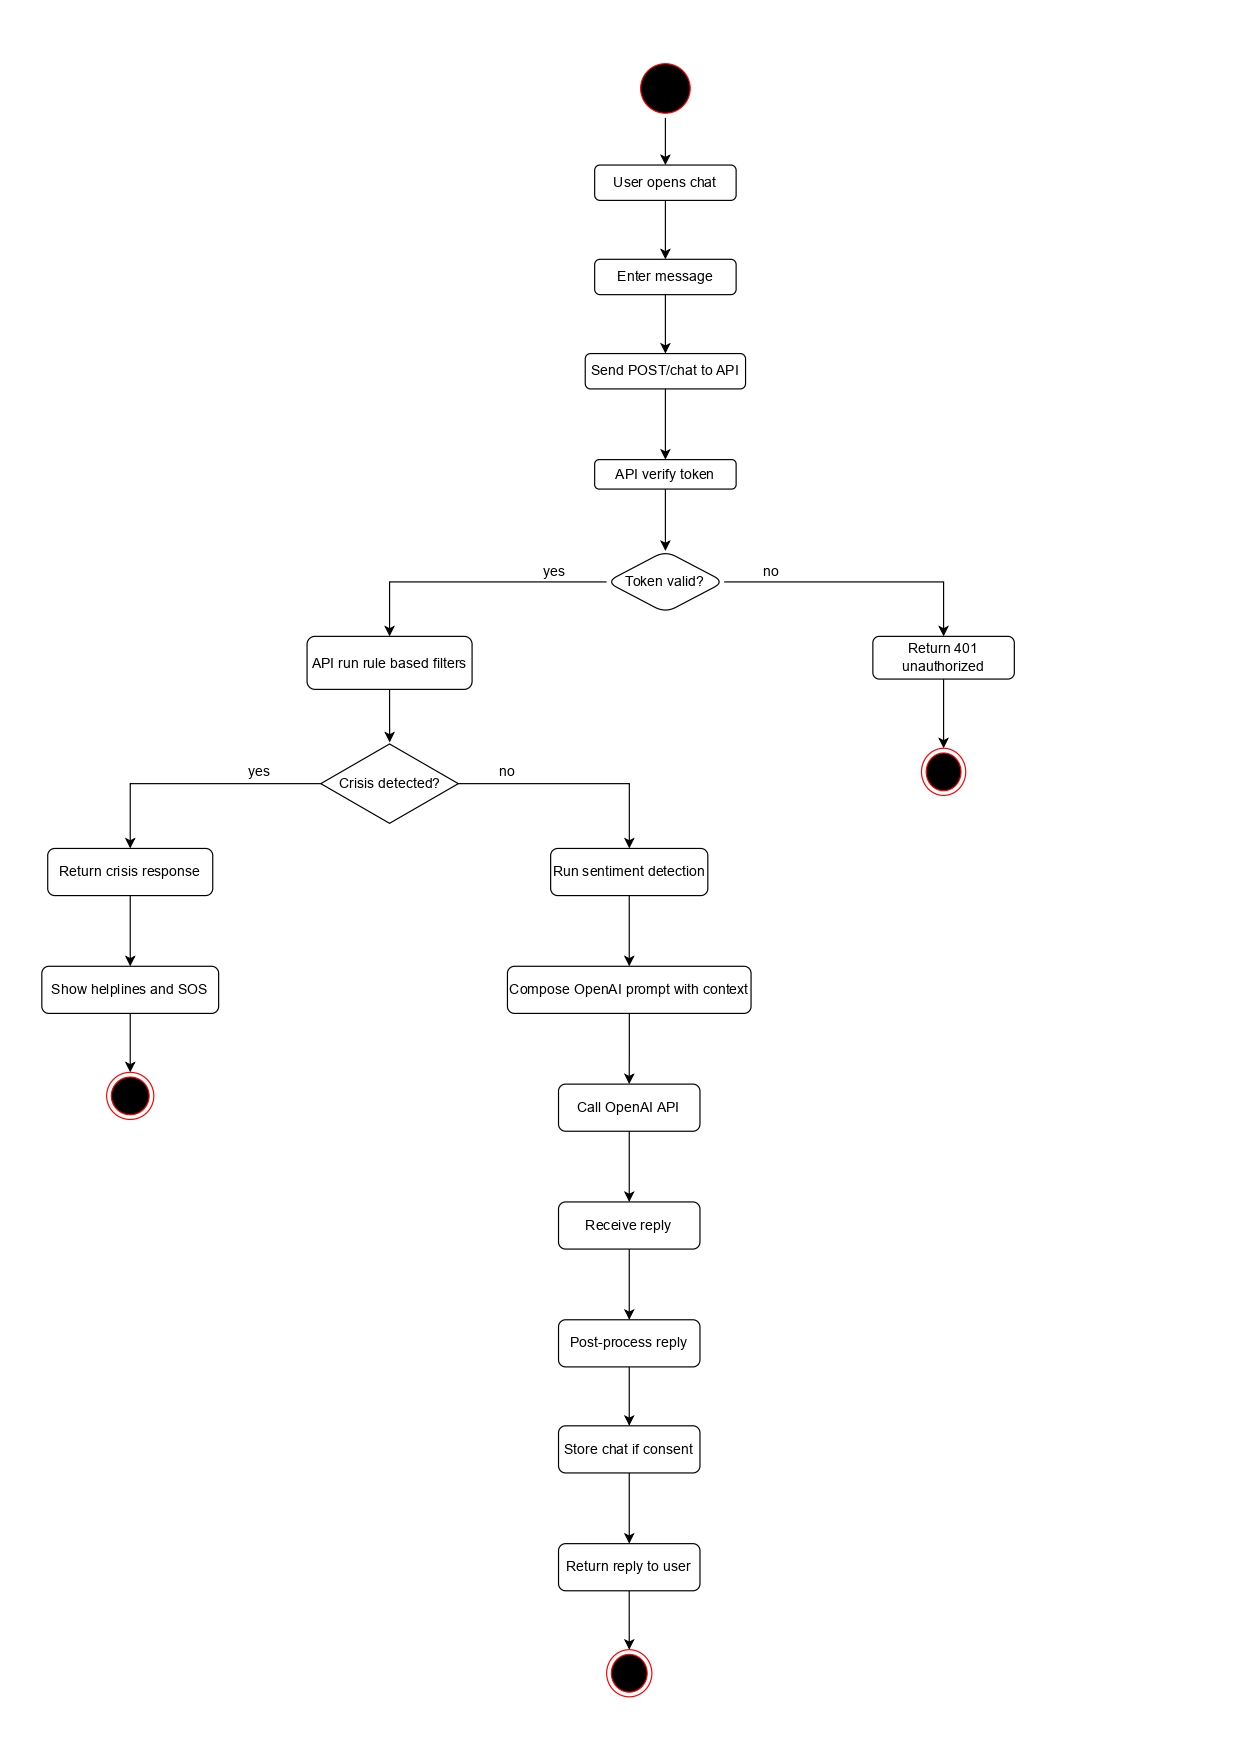 User opens chat
Enter message
Send POST/chat to API
API verify token
yes
Token valid?
no
API run rule based filters
Return 401
unauthorized
yes
Crisis detected?
no
Return crisis response
Run sentiment detection
Show helplines and SOS
Compose OpenAI prompt with context
Call OpenAI API
Receive reply
Post-process reply
Store chat if consent
Return reply to user